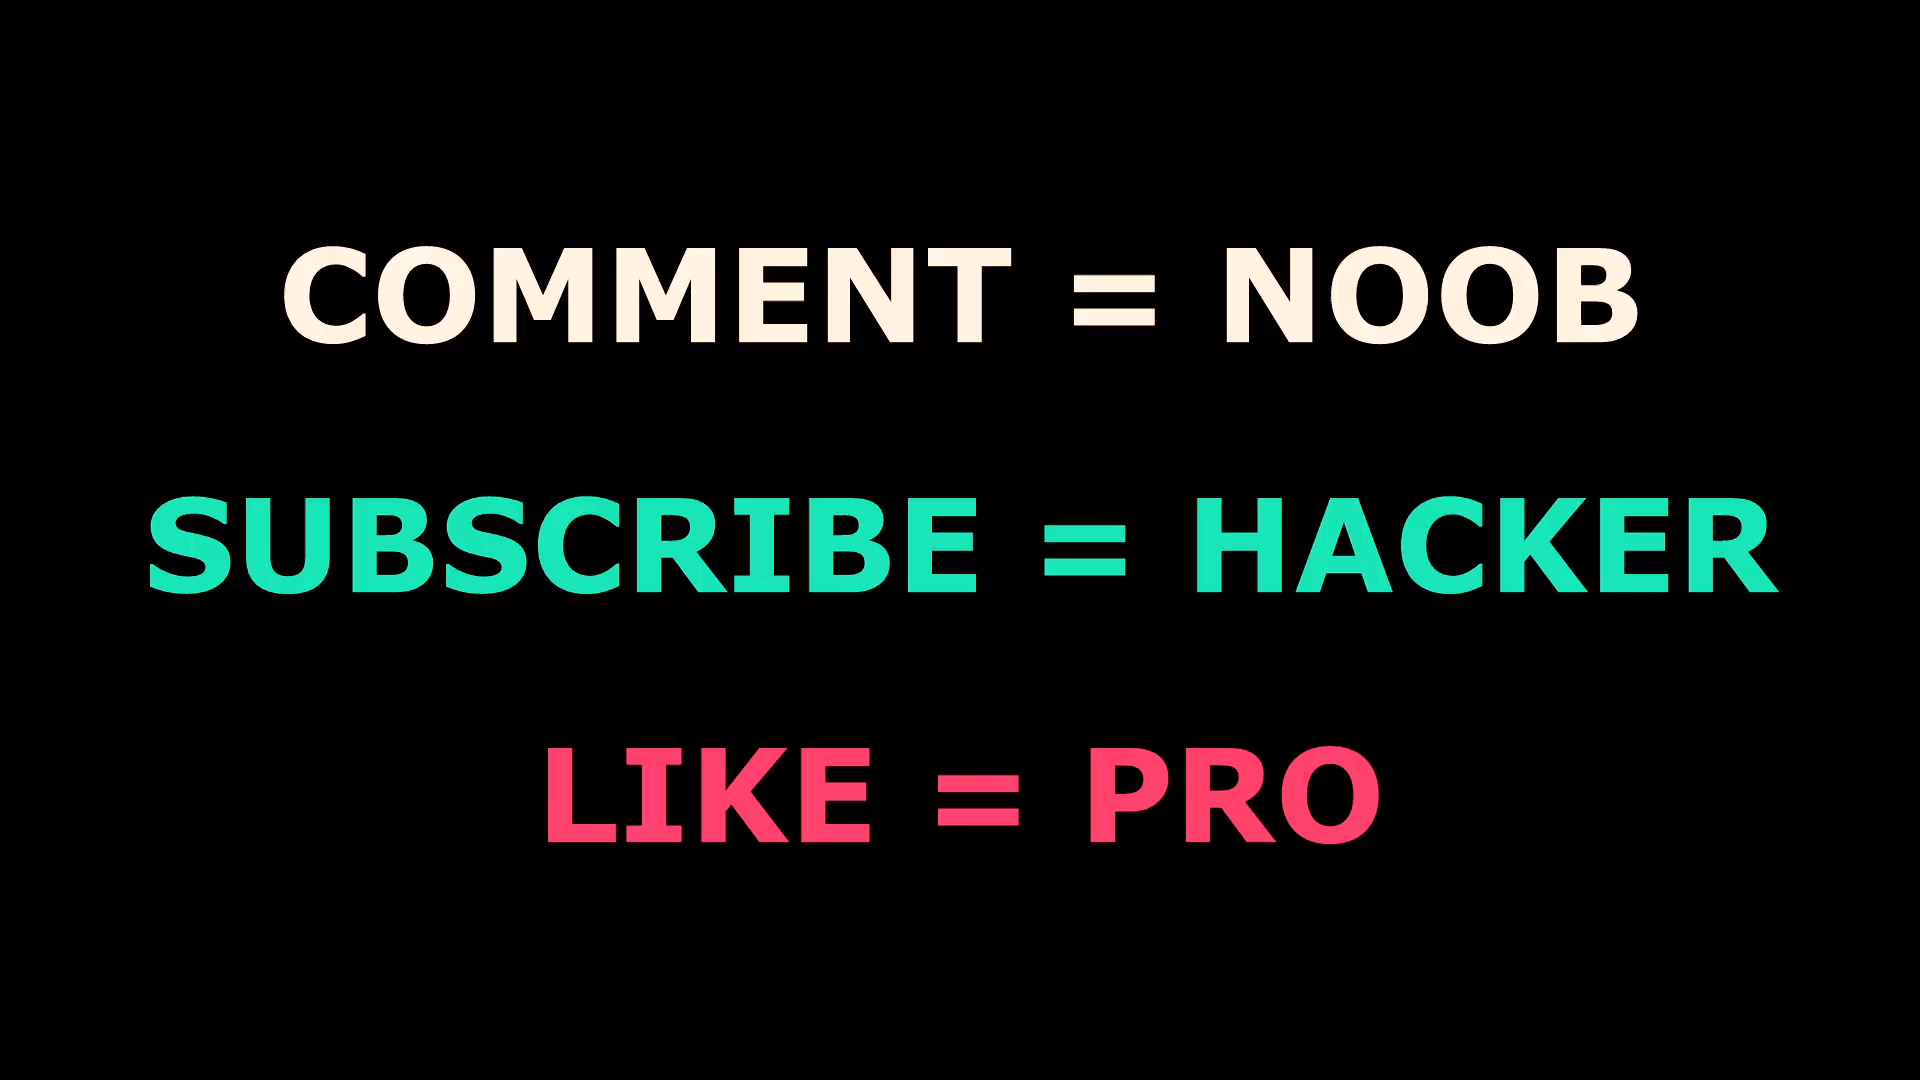 COMMENT = NOOB
SUBSCRIBE = HACKER
LIKE = PRO